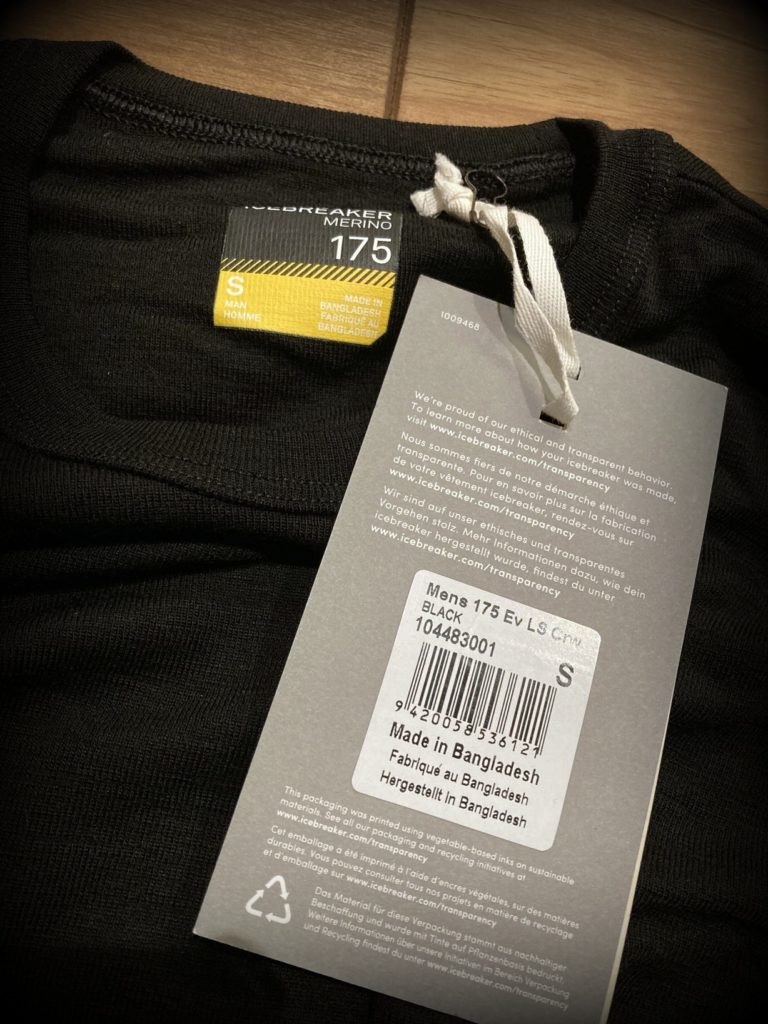 ICEBREAKER
MERINO
175
S
MAN
HOMME
MADE IN
BANGLADESH
FABRIQUÉ AU
BANGLADESH
1009468
We're proud of our ethical and transparent behavior.
To learn more about how your icebreaker was made,
visit www.icebreaker.com/transparency
Nous sommes fiers de notre démarche éthique et
transparente. Pour en savoir plus sur la fabrication
de votre vêtement icebreaker, rendez-vous sur
www.icebreaker.com/transparency
Wir sind auf unser ethisches und transparentes
Vorgehen stolz. Mehr Informationen dazu, wie dein
icebreaker hergestellt wurde, findest du unter
www.icebreaker.com/transparency
Mens 175 Ev LS Crw
BLACK
104483001
S
9 420058 536121
Made in Bangladesh
Fabriqué au Bangladesh
Hergestellt In Bangladesh
This packaging was printed using vegetable-based inks on sustainable
materials. See all our packaging and recycling initiatives at
www.icebreaker.com/transparency
Cet emballage a été imprimé à l'aide d'encres végétales, sur des matières
durables. Vous pouvez consulter tous nos projets en matière de recyclage
et d'emballage sur www.icebreaker.com/transparency
Das Material für diese Verpackung stammt aus nachhaltiger
Beschaffung und wurde mit Tinte auf Pflanzenbasis bedruckt.
Weitere Informationen über unsere Initiativen im Bereich Verpackung
und Recycling findest du unter www.icebreaker.com/transparency